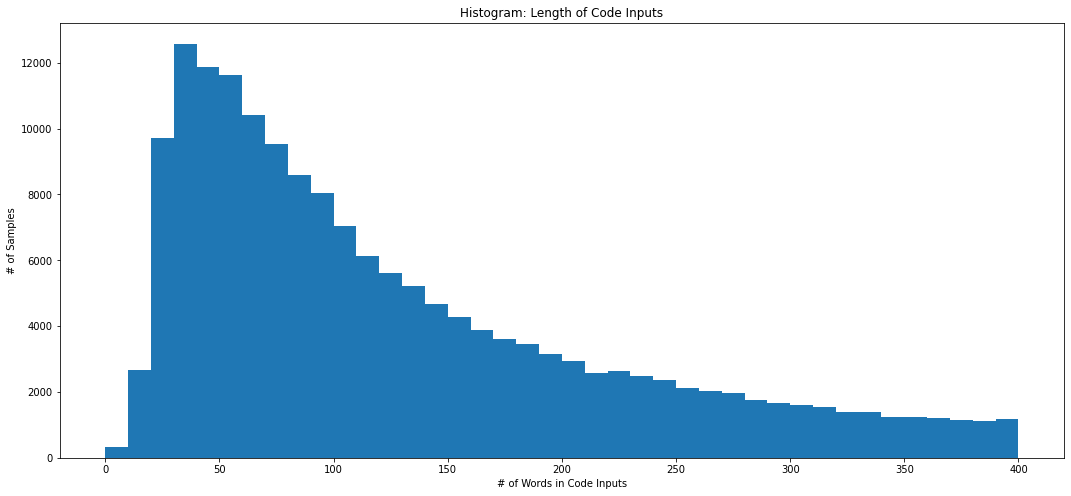 Histogram: Length of Code Inputs
12000
10000
8000
6000
4000
2000
0
# of Samples
0 50 100 150 200 250 300 350 400
# of Words in Code Inputs